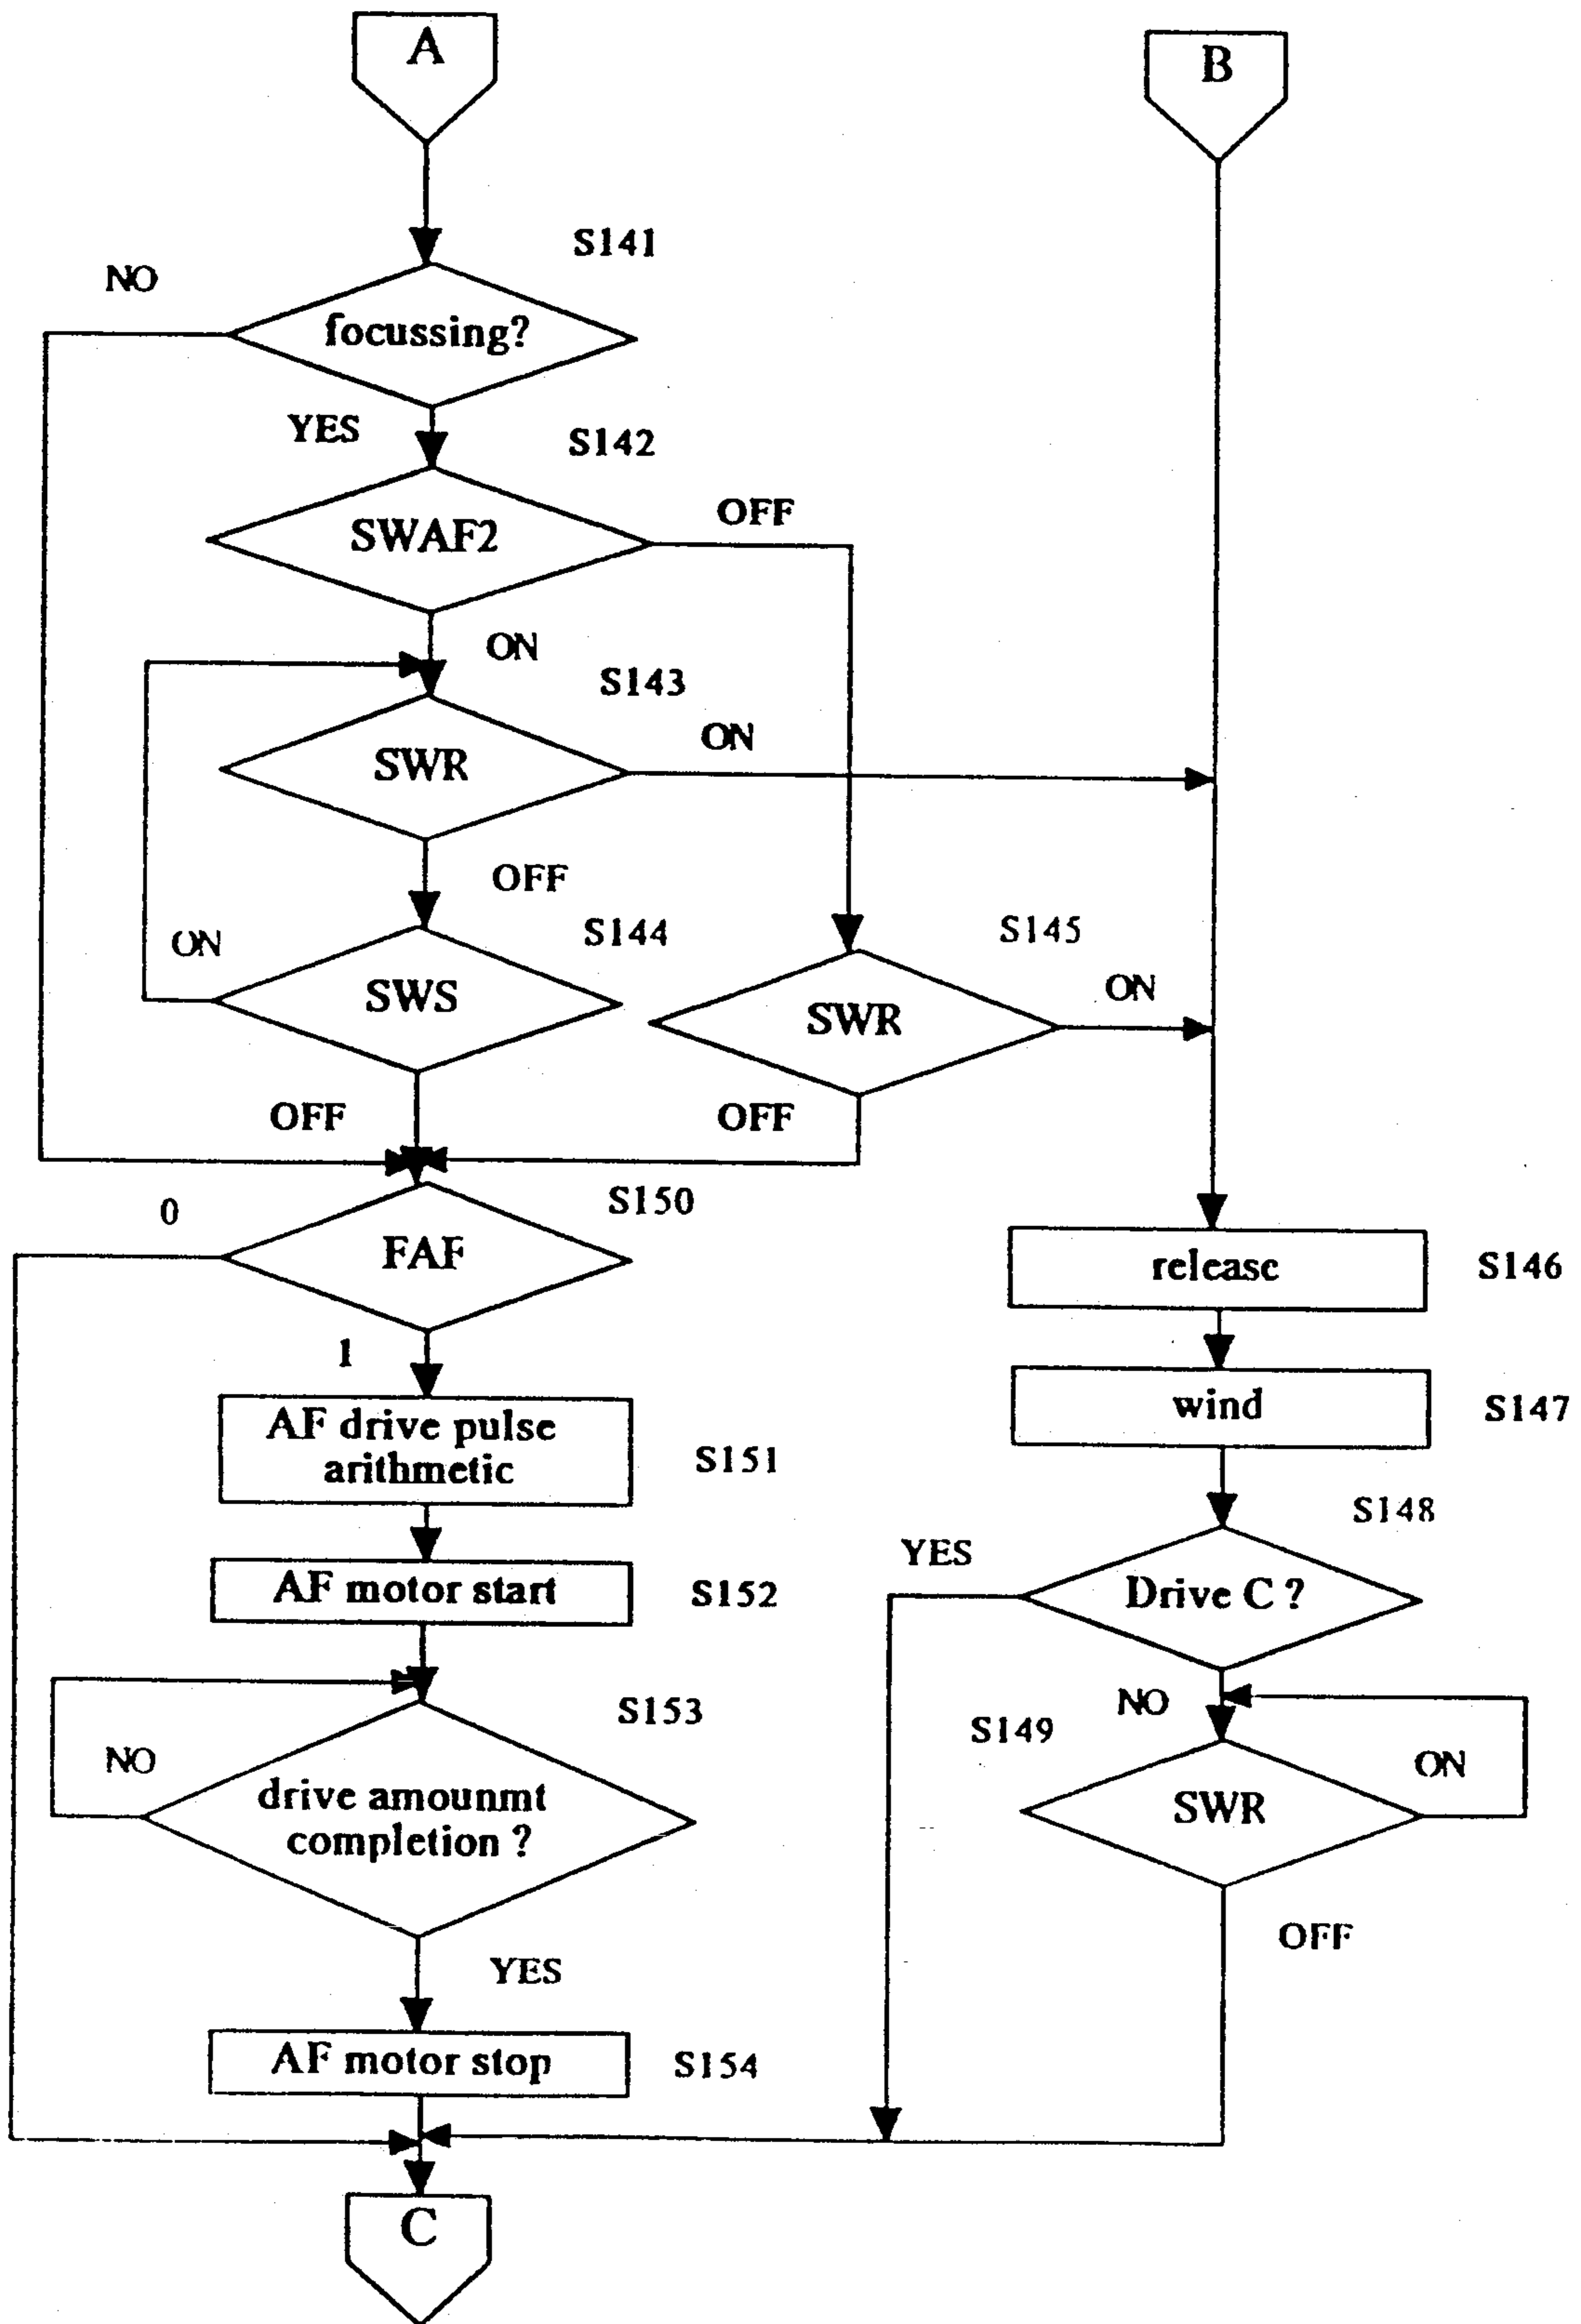 A
B
S141
NO
focussing?
YES
S142
OFF
SWAF2
ON
S143
ON
SWR
OFF
S144
S145
ON
ON
SWS
SWR
OFF
OFF
S150
0
FAF
release
S146
1
wind
S147
AF drive pulse
arithmetic
S151
S148
YES
AF motor start
S152
Drive C ?
S153
NO
S149
NO
ON
drive amounmt
completion ?
SWR
OFF
YES
AF motor stop
S154
C